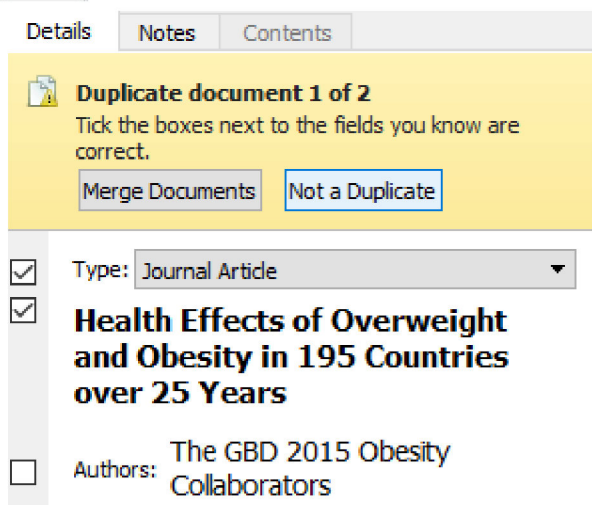 Details Notes Contents
Duplicate document 1 of 2
Tick the boxes next to the fields you know are
correct.
Merge Documents Not a Duplicate
Type: Journal Article
Health Effects of Overweight
and Obesity in 195 Countries
over 25 Years
Authors: The GBD 2015 Obesity
Collaborators